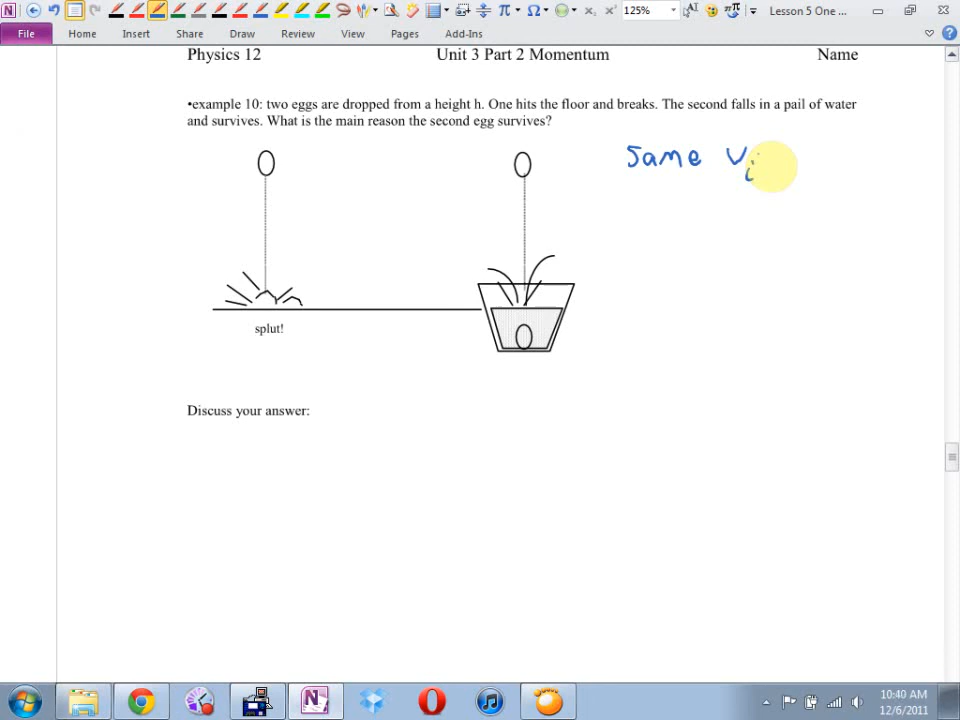 125%
Lesson 5 One ...
File Home Insert Share Draw Review View Pages Add-Ins
Physics 12 Unit 3 Part 2 Momentum Name
•example 10: two eggs are dropped from a height h. One hits the floor and breaks. The second falls in a pail of water
and survives. What is the main reason the second egg survives?
Same Vi
splut!
Discuss your answer:
10:40 AM
12/6/2011